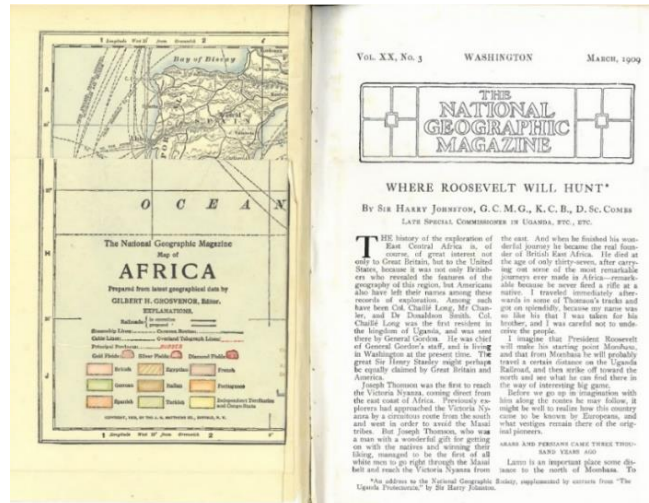 Bay of Biscay
OCEAN
The National Geographic Magazine
Map of
AFRICA
Prepared from latest geographical data by
GILBERT H. GROSVENOR, Editor.
EXPLANATIONS.
Railroads:
Gold Fields: Silver Fields: Diamond Fields:
British Egyptian French
German Italian Portuguese
Spanish Turkish Independent Territories and Congo State
VOL. XX, No. 3 WASHINGTON MARCH, 1909
THE
NATIONAL
GEOGRAPHIC
MAGAZINE
WHERE ROOSEVELT WILL HUNT*
BY SIR HARRY JOHNSTON, G. C. M. G., K. C. B., D. SC. CAMBS
LATE SPECIAL COMMISSIONER IN UGANDA, ETC., ETC.
THE history of the exploration of
East Central Africa is, of
course, of great interest not
only to Great Britain, but to the United
States, because it was not only British-
ers who revealed the features of the
geography of this region, but Americans
also have left their names among these
records of exploration. Among such
have been Col. Chaillé Long, Mr Chan-
ler, and Dr Donaldson Smith. Col.
Chaillé Long was the first resident in
the kingdom of Uganda, and was sent
there by General Gordon. He was chief
of General Gordon's staff, and is living
in Washington at the present time. The
great Sir Henry Stanley might perhaps
be equally claimed by Great Britain and
America.
Joseph Thomson was the first to reach
the Victoria Nyanza, coming direct from
the east coast of Africa. Previously ex-
plorers had approached the Victoria Ny-
anza by a circuitous route from the south
and west in order to avoid the Masai
tribes. But Joseph Thomson, who was
a man with a wonderful gift for getting
on with the natives and winning their
liking, managed to be the first of all
white men to go right through the Masai
belt and reach the Victoria Nyanza from
the east. And when he finished his won-
derful journey he became the real foun-
der of British East Africa. He died at
the age of only thirty-seven, after carry-
ing out some of the most remarkable
journeys ever made in Africa—remark-
able because he never fired a rifle at a
native. I traveled immediately after-
wards in some of Thomson's tracks and
got on splendidly, because my name was
so like his that I was taken for his
brother, and I was careful not to unde-
ceive the people.
I imagine that President Roosevelt
will make his starting point Mombasa,
and that from Mombasa he will probably
travel a certain distance on the Uganda
Railroad, and then strike off toward the
north and see what he can find there in
the way of interesting big game.
Before we go up in imagination with
him along the routes he may follow, it
might be well to realize how this country
came to be known by Europeans, and
what vestiges remain there of the orig-
inal pioneers.
ARABS AND PERSIANS CAME THREE THOU-
SAND YEARS AGO
Lamu is an important place some dis-
tance to the north of Mombasa. To
*An address to the National Geographic Society, supplemented by extracts from "The
Uganda Protectorate," by Sir Harry Johnston.